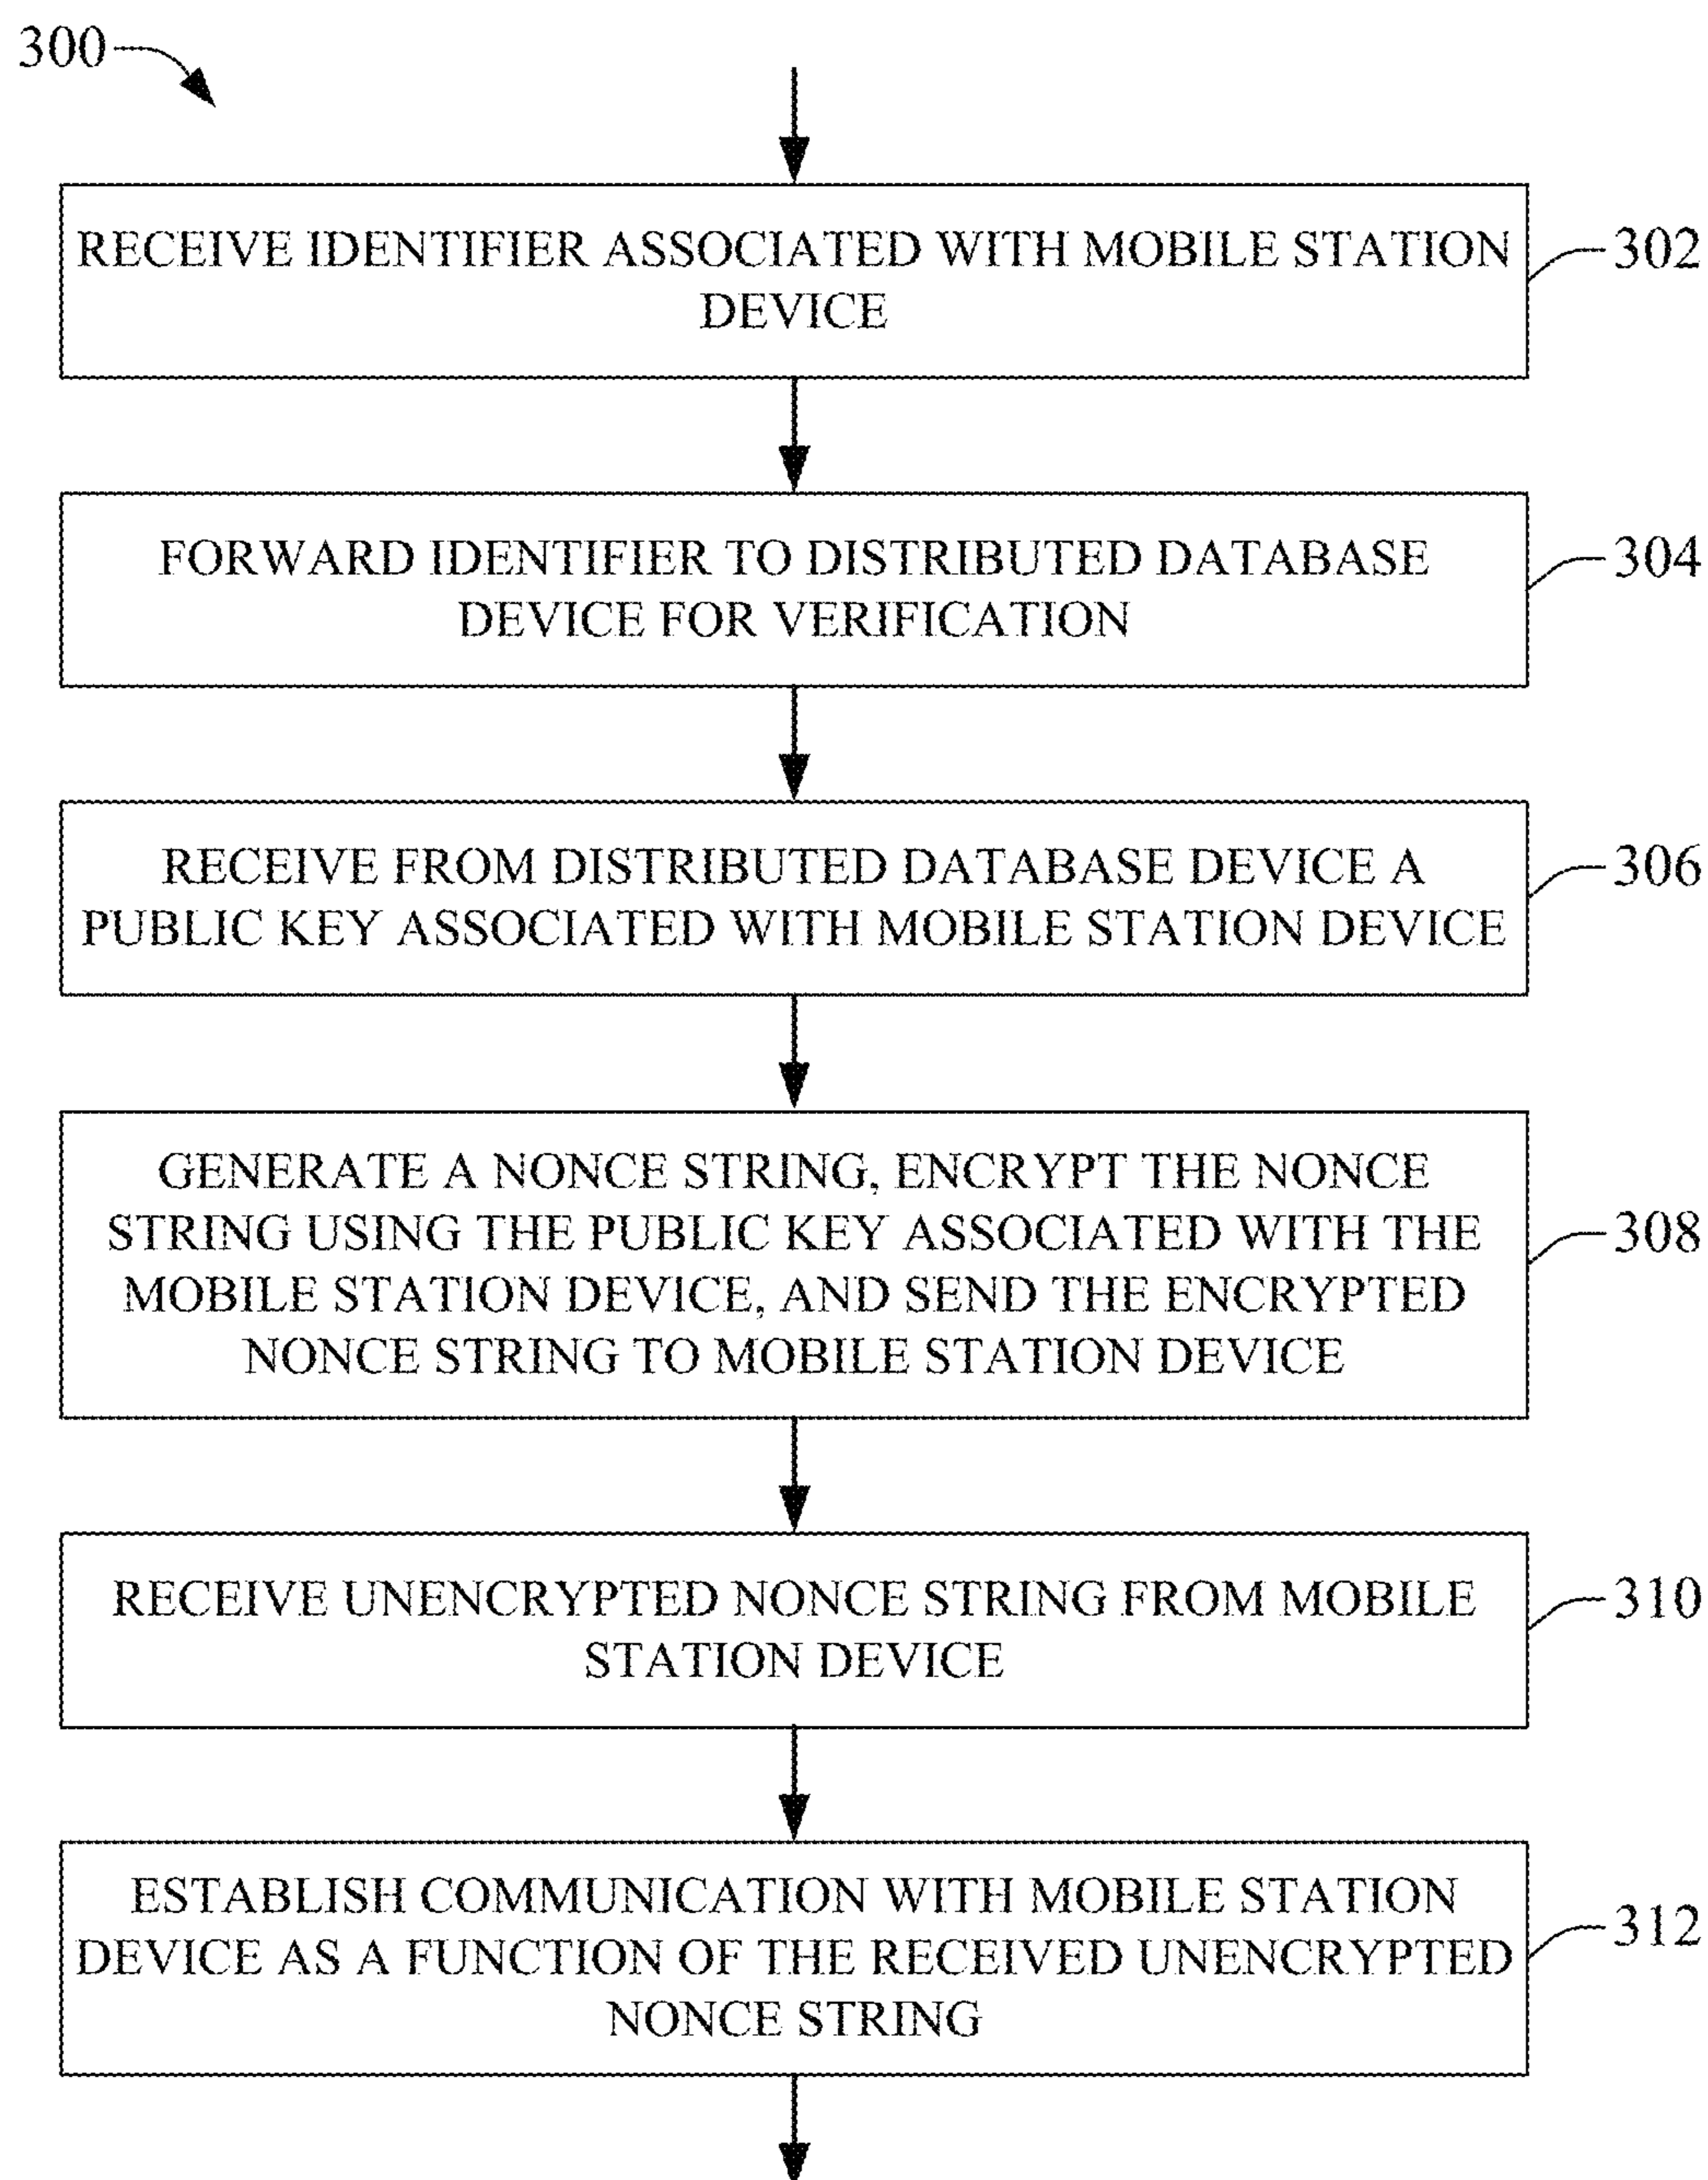 300
RECEIVE IDENTIFIER ASSOCIATED WITH MOBILE STATION
DEVICE
302
FORWARD IDENTIFIER TO DISTRIBUTED DATABASE
DEVICE FOR VERIFICATION
304
RECEIVE FROM DISTRIBUTED DATABASE DEVICE A
PUBLIC KEY ASSOCIATED WITH MOBILE STATION DEVICE
306
GENERATE A NONCE STRING, ENCRYPT THE NONCE
STRING USING THE PUBLIC KEY ASSOCIATED WITH THE
MOBILE STATION DEVICE, AND SEND THE ENCRYPTED
NONCE STRING TO MOBILE STATION DEVICE
308
RECEIVE UNENCRYPTED NONCE STRING FROM MOBILE
STATION DEVICE
310
ESTABLISH COMMUNICATION WITH MOBILE STATION
DEVICE AS A FUNCTION OF THE RECEIVED UNENCRYPTED
NONCE STRING
312